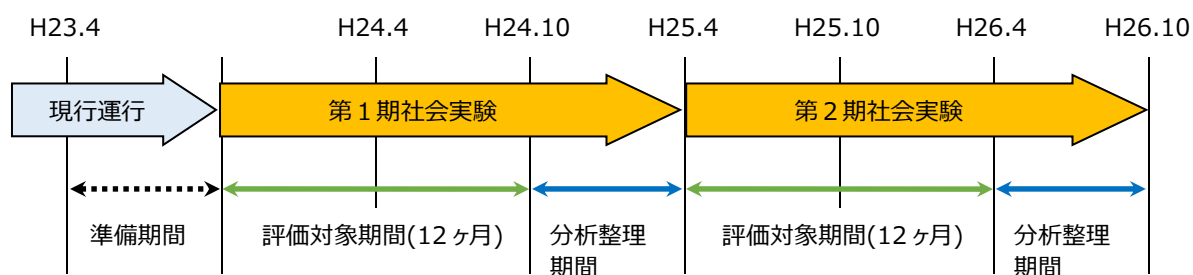 H23.4 H24.4 H24.10 H25.4 H25.10 H26.4 H26.10
現行運行 第１期社会実験 第２期社会実験
準備期間 評価対象期間(12ヶ月) 分析整理 評価対象期間(12ヶ月) 分析整理
期間 期間